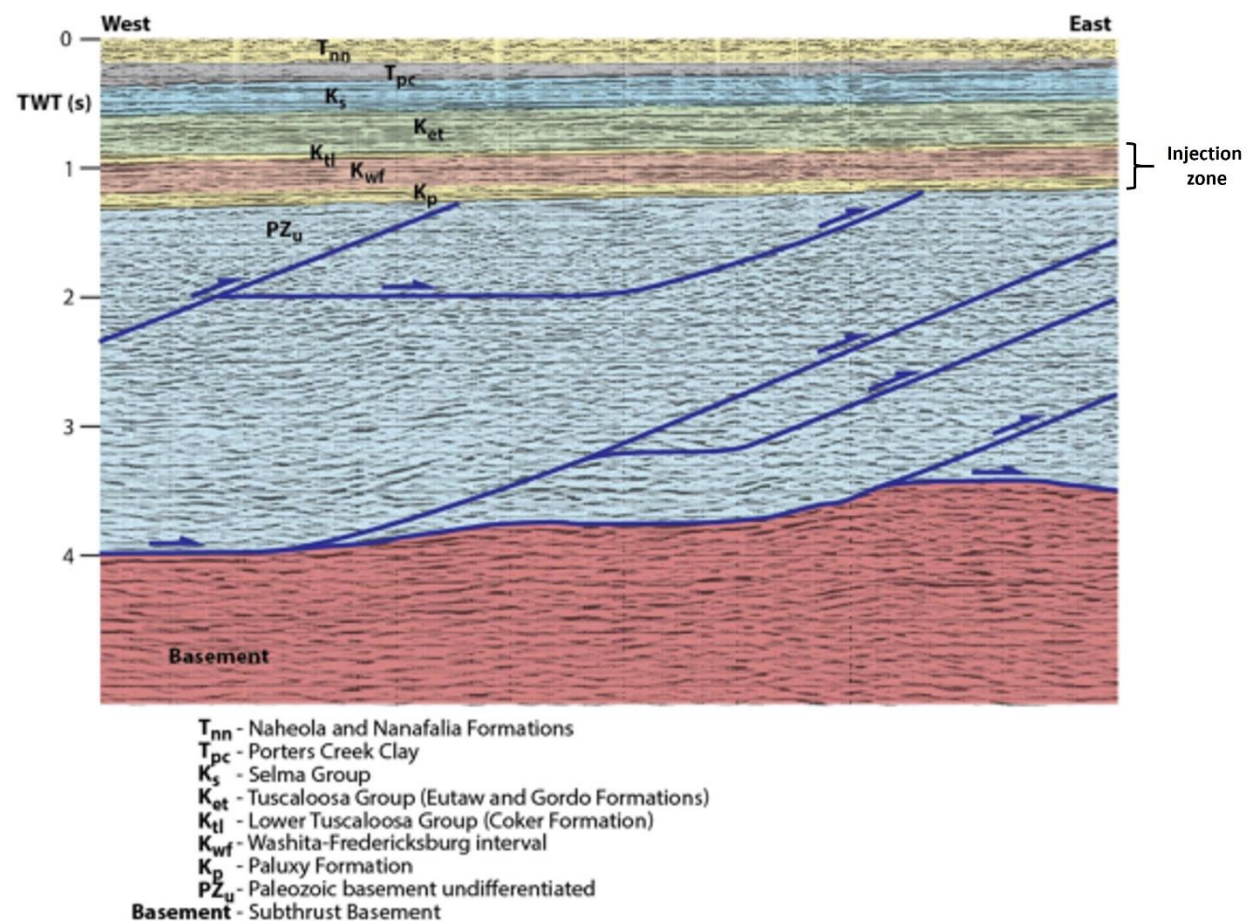 West East
0
Tnn
Tpc
TWT (s)
Ks
Ket
Ktl
1
Kwf
Injection
zone
Kp
PZu
2
3
4
Basement
Tnn - Naheola and Nanafalia Formations
Tpc - Porters Creek Clay
Ks - Selma Group
Ket - Tuscaloosa Group (Eutaw and Gordo Formations)
Ktl - Lower Tuscaloosa Group (Coker Formation)
Kwf - Washita-Fredericksburg interval
Kp - Paluxy Formation
PZu - Paleozoic basement undifferentiated
Basement - Subthrust Basement